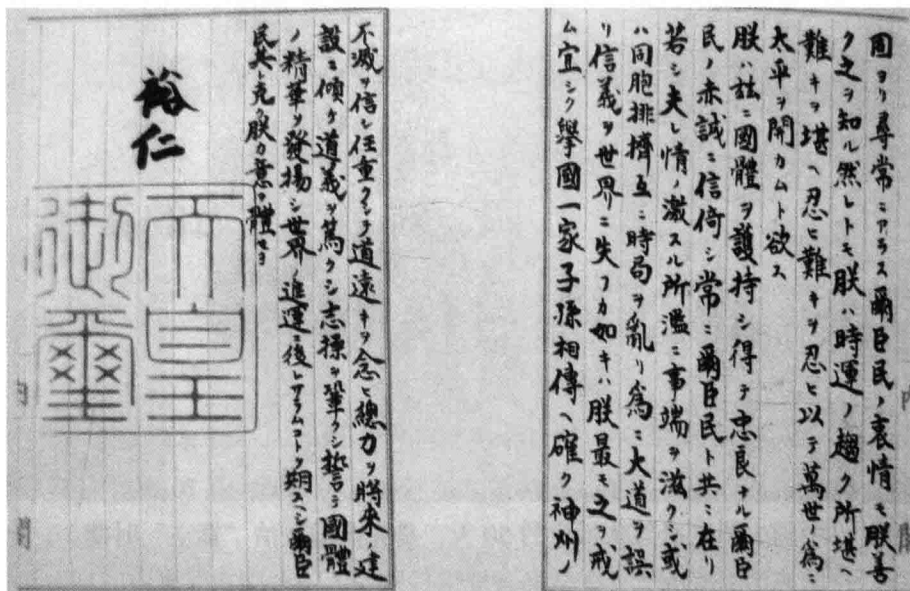 固ヨリ尋常ニアラス爾臣民ノ衷情モ朕善
ク之ヲ知ル然レトモ朕ハ時運ノ趨ク所堪ヘ
難キヲ堪ヘ忍ヒ難キヲ忍ヒ以テ萬世ノ為ニ
太平ヲ開カムト欲ス
朕ハ茲ニ國體ヲ護持シ得テ忠良ナル爾臣
民ノ赤誠ニ信倚シ常ニ爾臣民ト共ニ在リ
若シ夫レ情ノ激スル所濫ニ事端ヲ滋クシ或
ハ同胞排擠互ニ時局ヲ亂リ為ニ大道ヲ誤
リ信義ヲ世界ニ失フカ如キハ朕最モ之ヲ戒
ム宜シク擧國一家子孫相傳ヘ確ク神州ノ
不滅ヲ信シ任重クシテ道遠キヲ念ヒ總力ヲ將來ノ建
設ニ傾ケ道義ヲ篤クシ志操ヲ鞏クシ誓テ國體
ノ精華ヲ發揚シ世界ノ進運ニ後レサラムコトヲ期スヘシ爾臣
民其レ克ク朕カ意ヲ體セヨ
裕仁
天皇
御璽